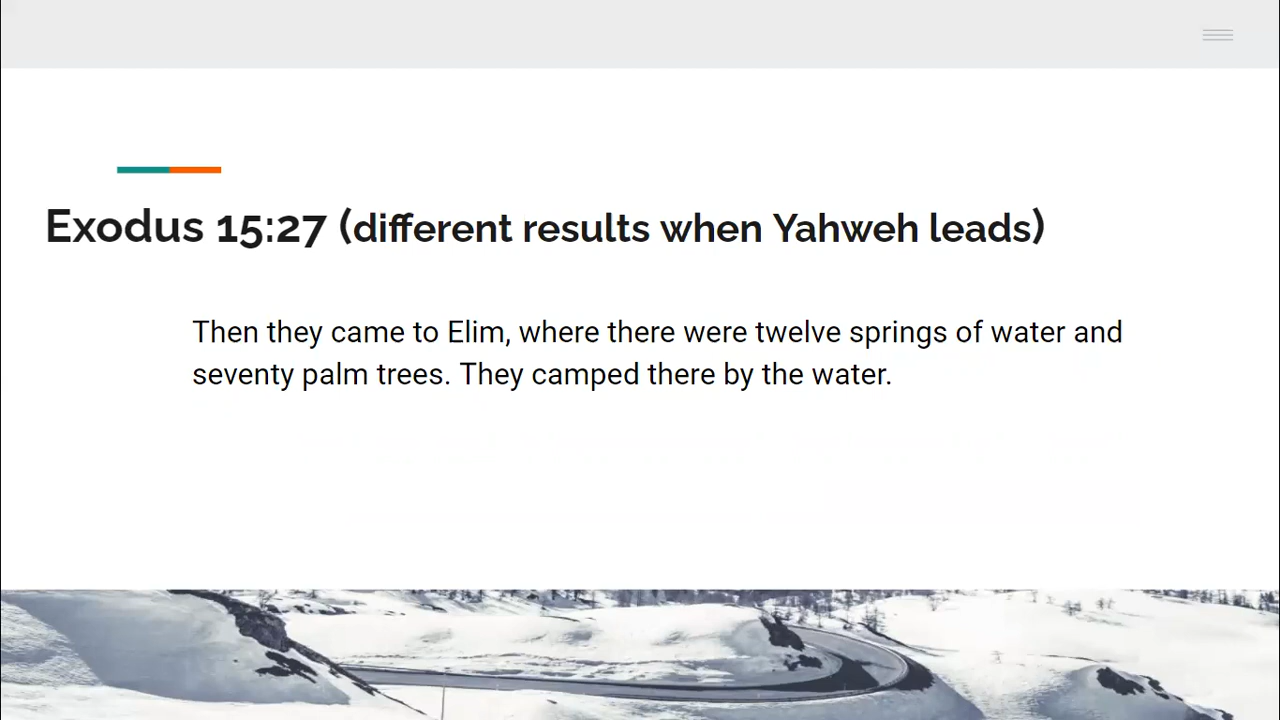 Exodus 15:27 (different results when Yahweh leads)
Then they came to Elim, where there were twelve springs of water and
seventy palm trees. They camped there by the water.